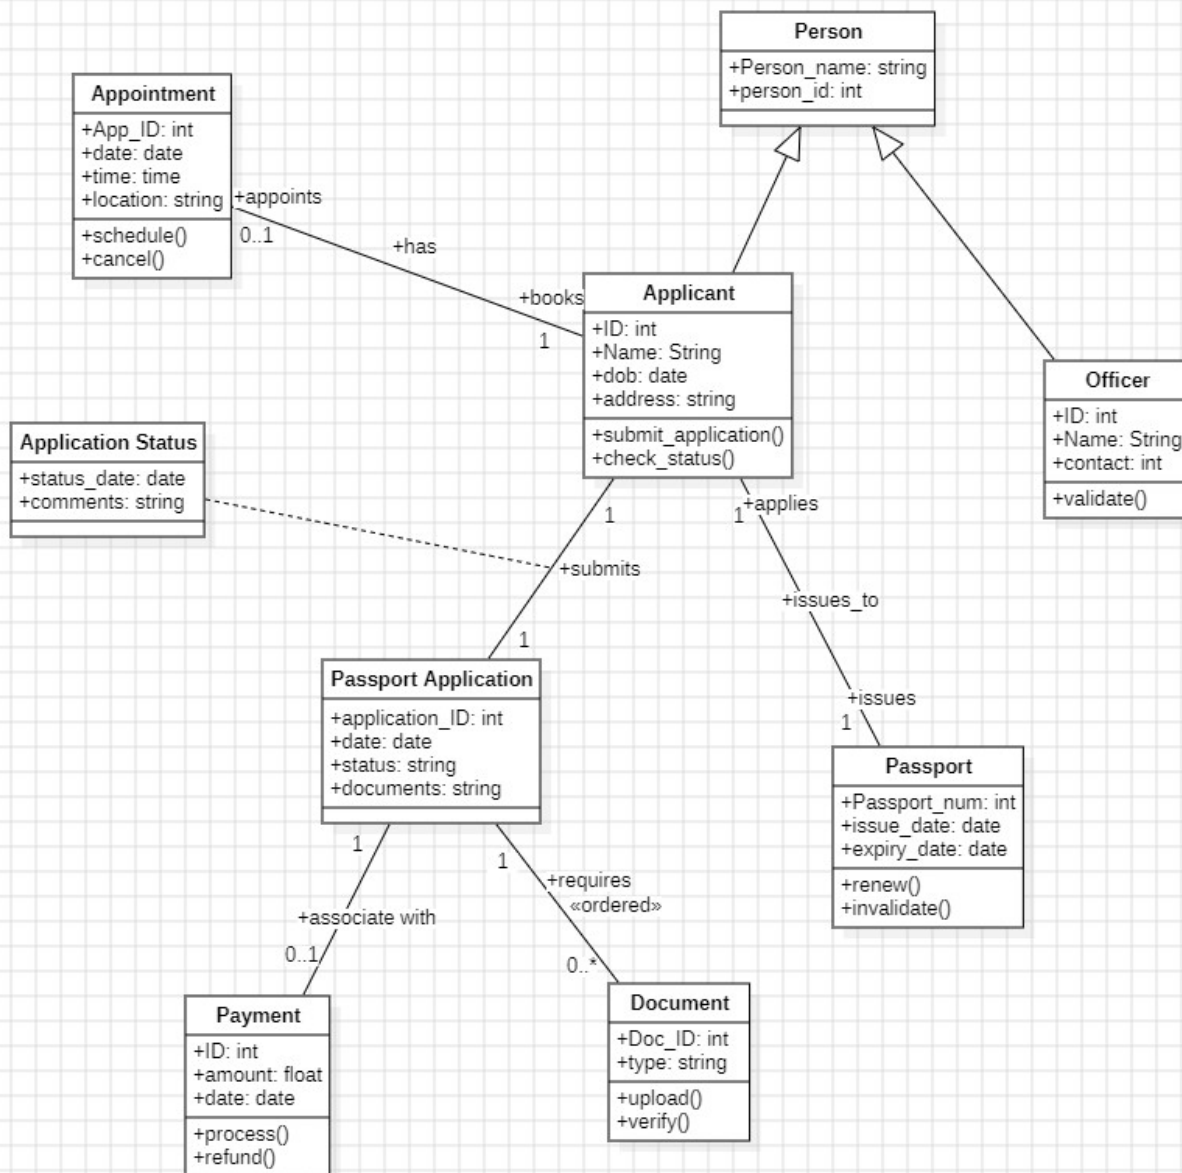 Person
+Person_name: string
+person_id: int
Appointment
+App_ID: int
+date: date
+time: time
+location: string
+schedule()
+cancel()
+appoints
0..1
+has
+books
1
Applicant
+ID: int
+Name: String
+dob: date
+address: string
+submit_application()
+check_status()
Officer
+ID: int
+Name: String
+contact: int
+validate()
Application Status
+status_date: date
+comments: string
1
+submits
1
1
+applies
+issues_to
+issues
1
Passport Application
+application_ID: int
+date: date
+status: string
+documents: string
Passport
+Passport_num: int
+issue_date: date
+expiry_date: date
+renew()
+invalidate()
1
+associate with
0..1
1
+requires
«ordered»
0..*
Payment
+ID: int
+amount: float
+date: date
+process()
+refund()
Document
+Doc_ID: int
+type: string
+upload()
+verify()